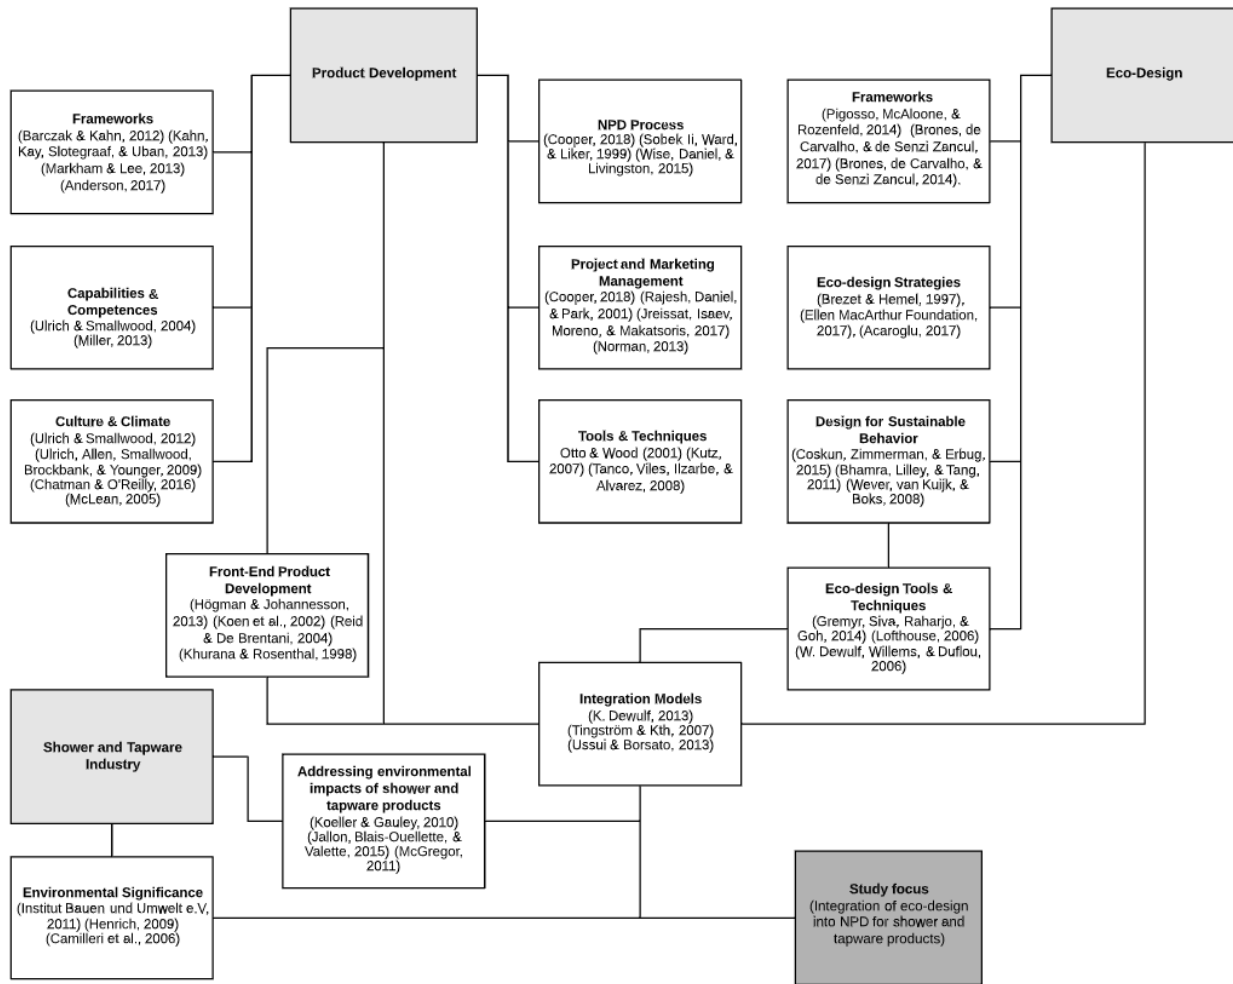 Product Development
Eco-Design
Frameworks
(Barczak & Kahn, 2012) (Kahn,
Kay, Slotegraaf, & Uban, 2013)
(Markham & Lee, 2013)
(Anderson, 2017)
NPD Process
(Cooper, 2018) (Sobek Ii, Ward,
& Liker, 1999) (Wise, Daniel, &
Livingston, 2015)
Frameworks
(Pigosso, McAloone, &
Rozenfeld, 2014) (Brones, de
Carvalho, & de Senzi Zancul,
2017) (Brones, de Carvalho, &
de Senzi Zancul, 2014).
Capabilities &
Competences
(Ulrich & Smallwood, 2004)
(Miller, 2013)
Project and Marketing
Management
(Cooper, 2018) (Rajesh, Daniel,
& Park, 2001) (Jreissat, Isaev,
Moreno, & Makatsoris, 2017)
(Norman, 2013)
Eco-design Strategies
(Brezet & Hemel, 1997),
(Ellen MacArthur Foundation,
2017), (Acaroglu, 2017)
Culture & Climate
(Ulrich & Smallwood, 2012)
(Ulrich, Allen, Smallwood,
Brockbank, & Younger, 2009)
(Chatman & O'Reilly, 2016)
(McLean, 2005)
Tools & Techniques
Otto & Wood (2001) (Kutz,
2007) (Tanco, Viles, Ilzarbe, &
Alvarez, 2008)
Design for Sustainable
Behavior
(Coskun, Zimmerman, & Erbug,
2015) (Bhamra, Lilley, & Tang,
2011) (Wever, van Kuijk, &
Boks, 2008)
Front-End Product
Development
(Högman & Johannesson,
2013) (Koen et al., 2002) (Reid
& De Brentani, 2004)
(Khurana & Rosenthal, 1998)
Eco-design Tools &
Techniques
(Gremyr, Siva, Raharjo, &
Goh, 2014) (Lofthouse, 2006)
(W. Dewulf, Willems, & Duflou,
2006)
Integration Models
(K. Dewulf, 2013)
(Tingström & Kth, 2007)
(Ussui & Borsato, 2013)
Shower and Tapware
Industry
Addressing environmental
impacts of shower and
tapware products
(Koeller & Gauley, 2010)
(Jallon, Blais-Ouellette, &
Valette, 2015) (McGregor,
2011)
Environmental Significance
(Institut Bauen und Umwelt e.V,
2011) (Henrich, 2009)
(Camilleri et al., 2006)
Study focus
(Integration of eco-design
into NPD for shower and
tapware products)